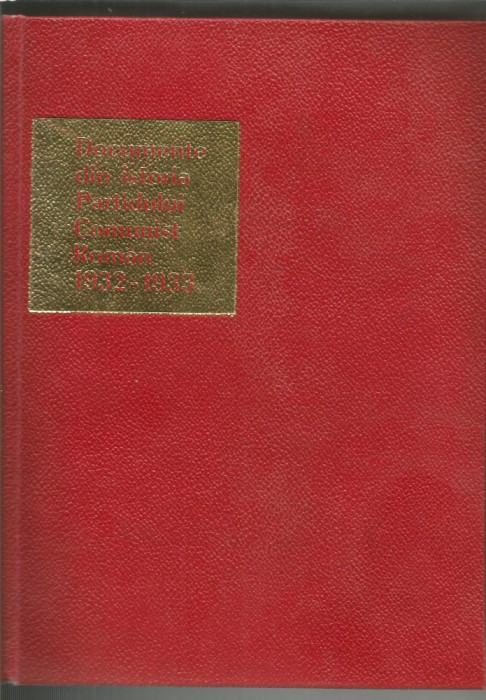 Documente
din istoria
Partidului
Comunist
Român
1932-1933